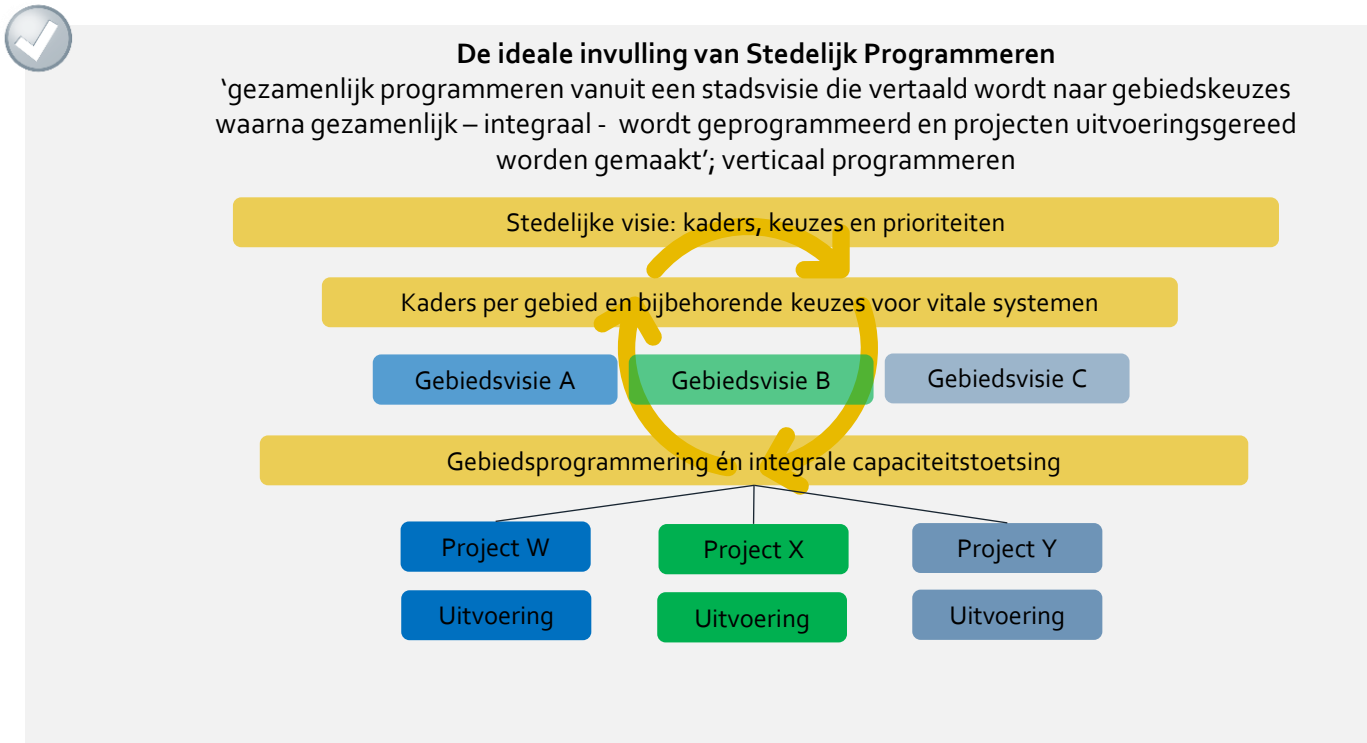 De ideale invulling van Stedelijk Programmeren
‘gezamenlijk programmeren vanuit een stadsvisie die vertaald wordt naar gebiedskeuzes
waarna gezamenlijk – integraal - wordt geprogrammeerd en projecten uitvoeringsgereed
worden gemaakt’; verticaal programmeren
Stedelijke visie: kaders, keuzes en prioriteiten
Kaders per gebied en bijbehorende keuzes voor vitale systemen
Gebiedsvisie A
Gebiedsvisie B
Gebiedsvisie C
Gebiedsprogrammering én integrale capaciteitstoetsing
Project W
Project X
Project Y
Uitvoering
Uitvoering
Uitvoering